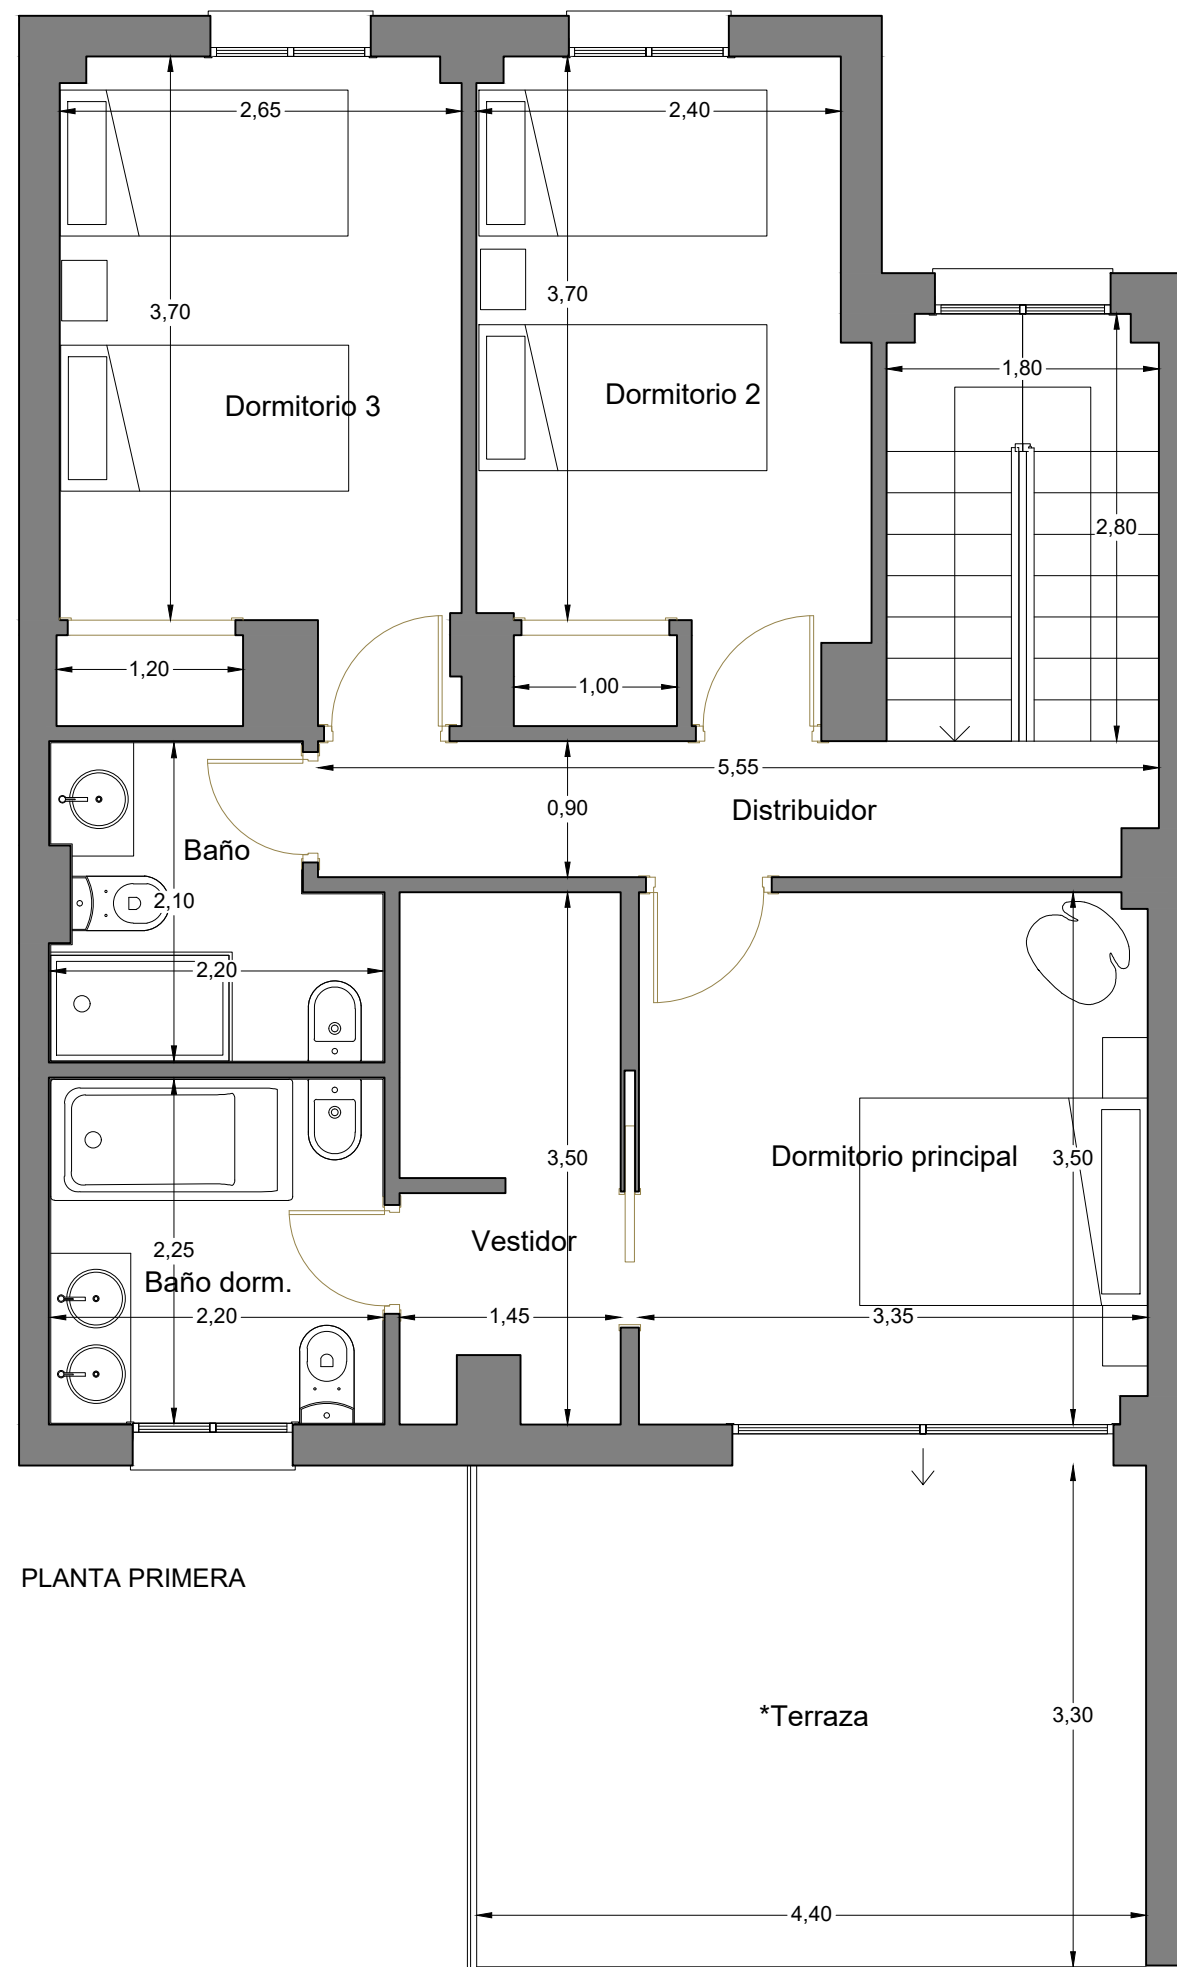 2,65
2,40
3,70
3,70
1,80
Dormitorio 3
Dormitorio 2
2,80
1,20
1,00
5,55
0,90
Distribuidor
Baño
2,10
2,20
3,50
Dormitorio principal
3,50
Vestidor
2,25
Baño dorm.
2,20
1,45
3,35
PLANTA PRIMERA
*Terraza
3,30
4,40